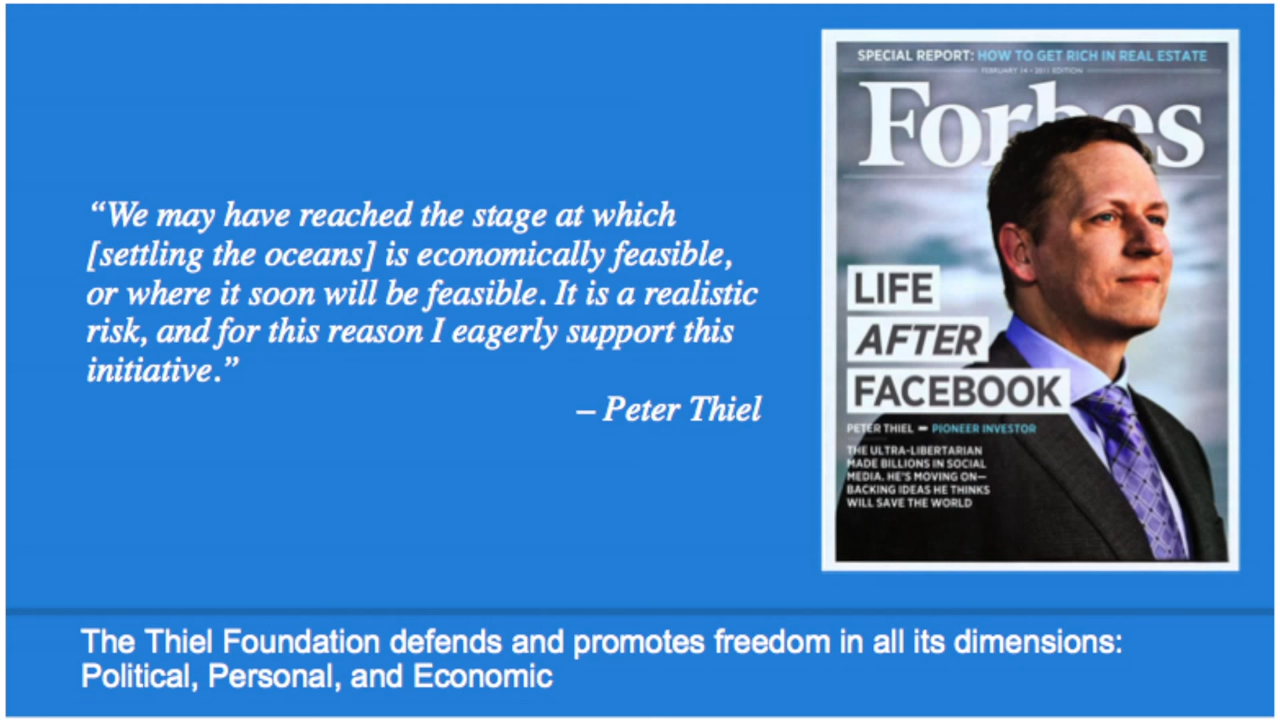 “We may have reached the stage at which
[settling the oceans] is economically feasible,
or where it soon will be feasible. It is a realistic
risk, and for this reason I eagerly support this
initiative.”
– Peter Thiel
SPECIAL REPORT: HOW TO GET RICH IN REAL ESTATE
FEBRUARY 14 • 2011 EDITION
Forbes
LIFE
AFTER
FACEBOOK
PETER THIEL – PIONEER INVESTOR
THE ULTRA-LIBERTARIAN
MADE BILLIONS IN SOCIAL
MEDIA. HE'S MOVING ON—
BACKING IDEAS HE THINKS
WILL SAVE THE WORLD
The Thiel Foundation defends and promotes freedom in all its dimensions:
Political, Personal, and Economic